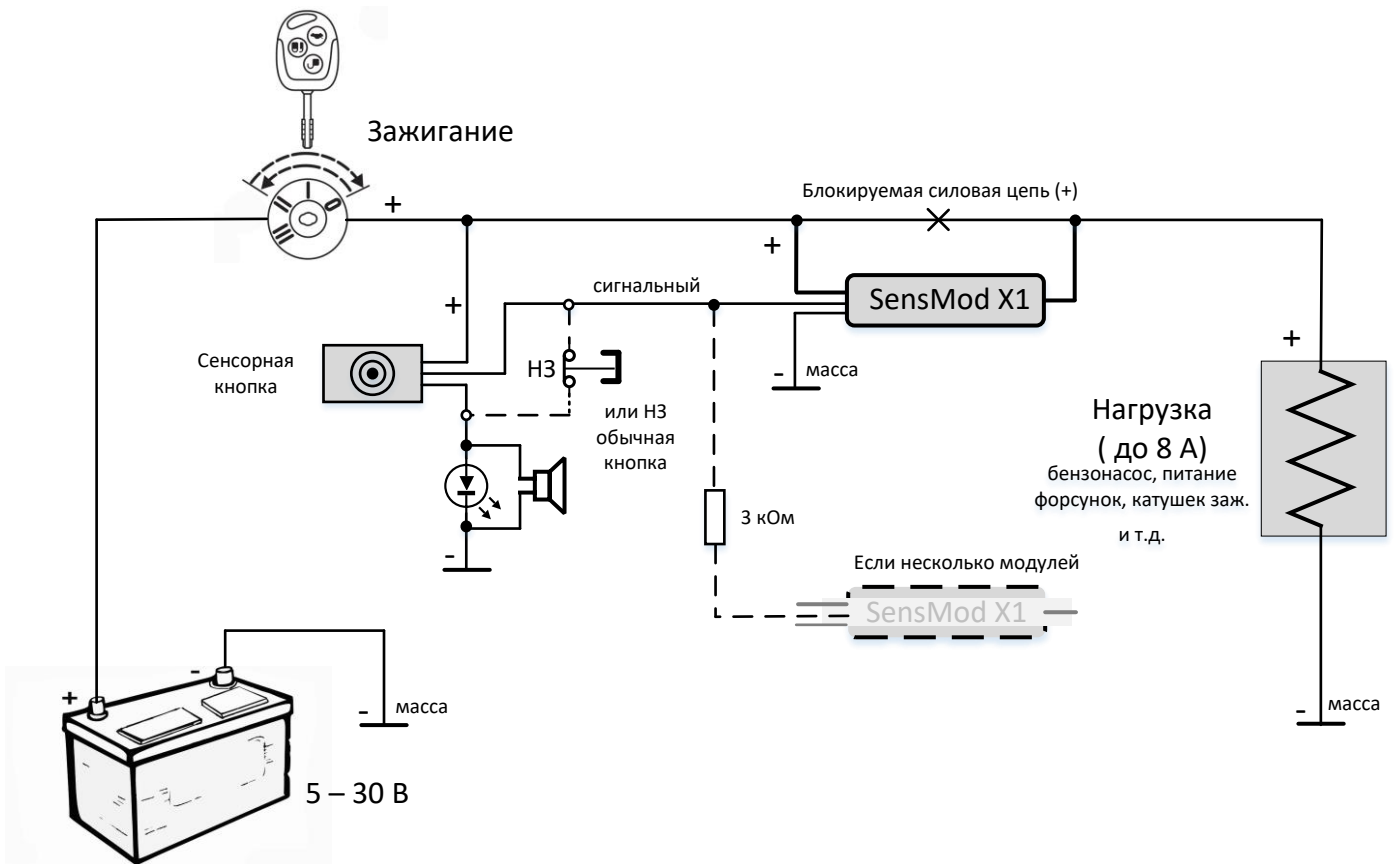 Зажигание
+
Блокируемая силовая цепь (+)
+
сигнальный
SensMod X1
+
+
Сенсорная
кнопка
НЗ
-
масса
или НЗ
обычная
кнопка
Нагрузка
( до 8 А)
бензонасос, питание
форсунок, катушек заж.
и т.д.
3 кОм
-
Если несколько модулей
SensMod X1
-
+
-
масса
-
масса
5 – 30 В